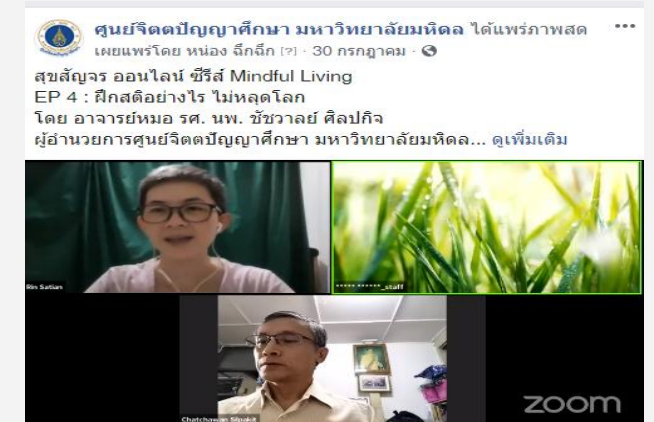 ศูนย์จิตตปัญญาศึกษา มหาวิทยาลัยมหิดล ได้แพร่ภาพสด
เผยแพร่โดย หน่อง ฉึกฉึก [?] · 30 กรกฎาคม ·
สุขสัญจร ออนไลน์ ซีรีส์ Mindful Living
EP 4 : ฝึกสติอย่างไร ไม่หลุดโลก
โดย อาจารย์หมอ รศ. นพ. ชัชวาลย์ ศิลปกิจ
ผู้อำนวยการศูนย์จิตตปัญญาศึกษา มหาวิทยาลัยมหิดล... ดูเพิ่มเติม
Rin Satian
***** ******_staff
Chatchawan Silpakit
zoom